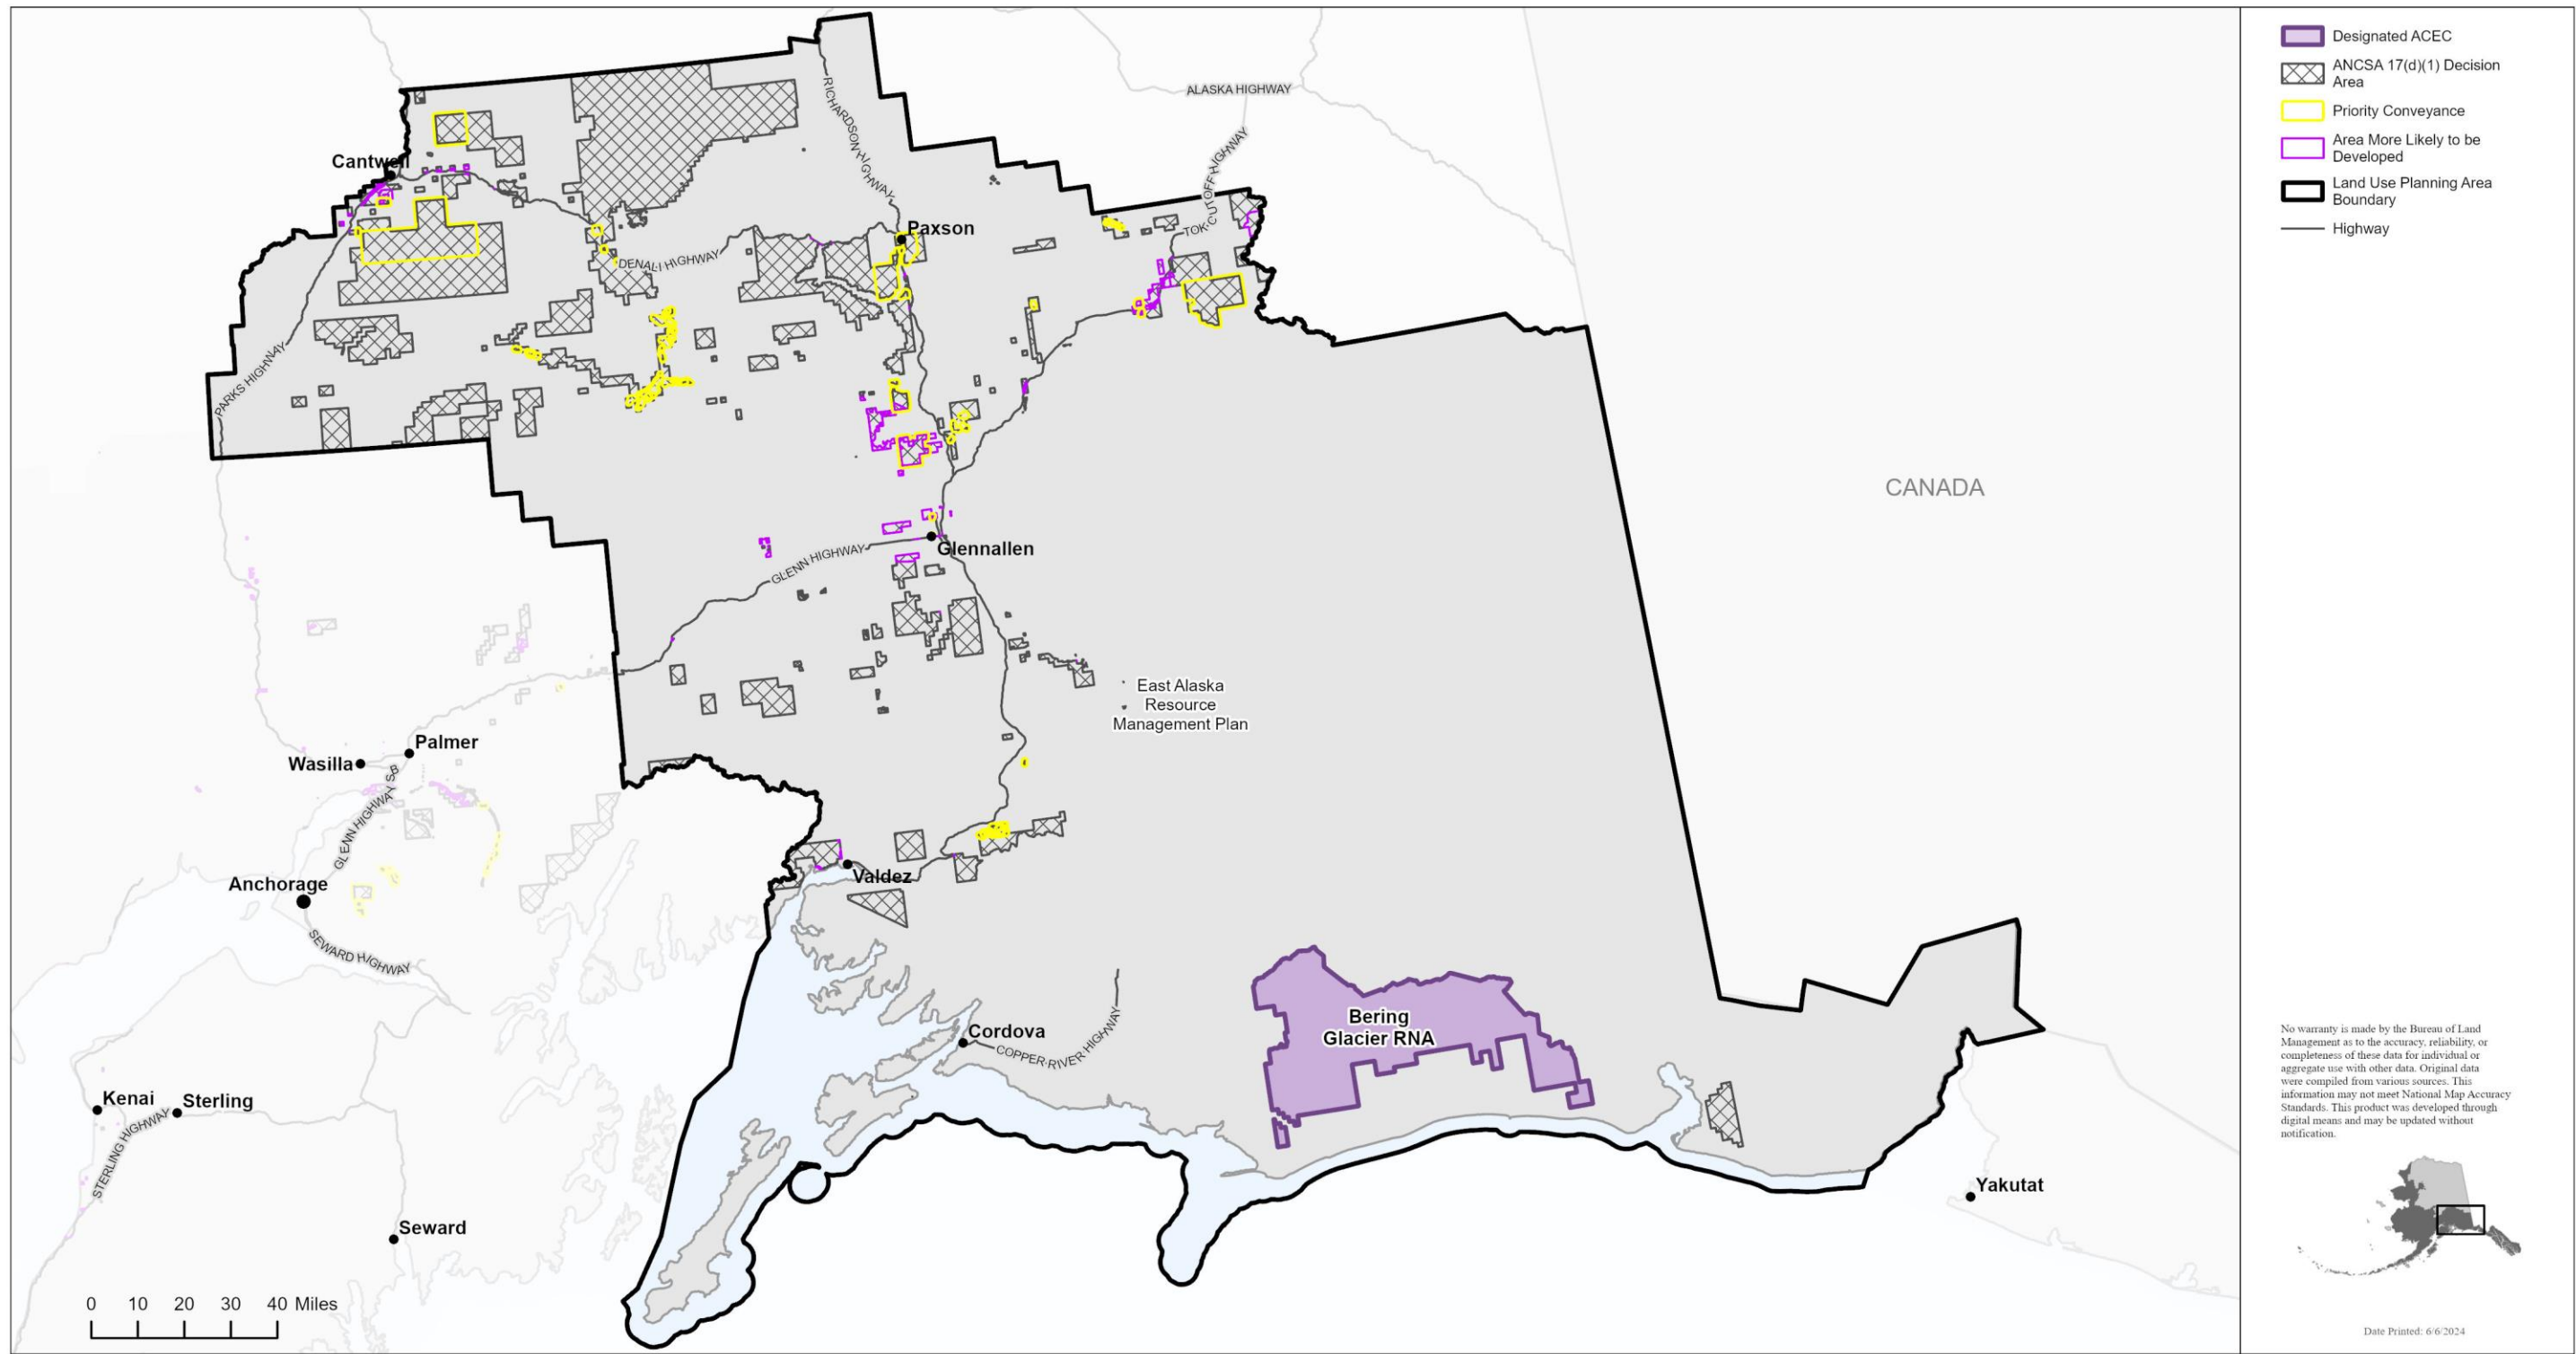 ALASKA HIGHWAY
RICHARDSON HIGHWAY
TOK CUTOFF HIGHWAY
Cantwell
TOK
Paxson
DENALI HIGHWAY
PARKS HIGHWAY
CANADA
Glennallen
GLENN HIGHWAY
East Alaska
Resource
Management Plan
Palmer
Wasilla
GLENN HIGHWAY SB
Anchorage
Valdez
SEWARD HIGHWAY
Bering
Glacier RNA
Cordova
COPPER RIVER HIGHWAY
Kenai
Sterling
STERLING HIGHWAY
Yakutat
Seward
0 10 20 30 40 Miles
Designated ACEC
ANCSA 17(d)(1) Decision
Area
Priority Conveyance
Area More Likely to be
Developed
Land Use Planning Area
Boundary
Highway
No warranty is made by the Bureau of Land
Management as to the accuracy, reliability, or
completeness of these data for individual or
aggregate use with other data. Original data
were compiled from various sources. This
information may not meet National Map Accuracy
Standards. This product was developed through
digital means and may be updated without
notification.
Date Printed: 6/6/2024